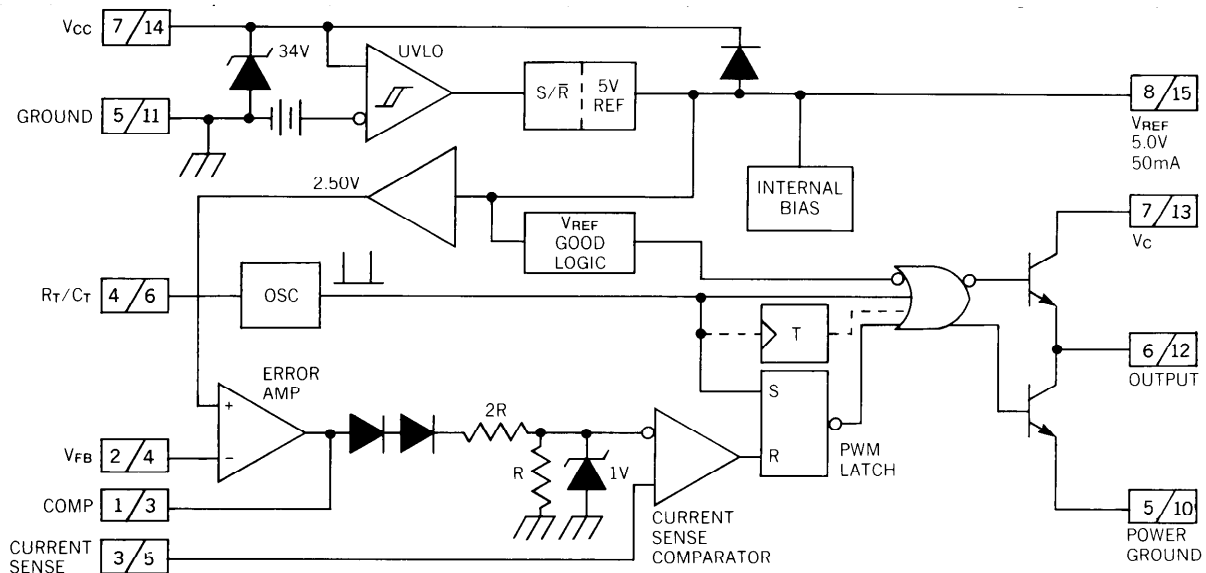 Vcc 7/14
34V
UVLO
S/R̅ 5V REF
8/15
VREF
5.0V
50mA
GROUND 5/11
2.50V
INTERNAL
BIAS
VREF
GOOD
LOGIC
7/13
Vc
RT/CT 4/6
OSC
T
6/12
OUTPUT
ERROR
AMP
+
−
2R
S
R
PWM
LATCH
VFB 2/4
R
1V
COMP 1/3
CURRENT
SENSE
COMPARATOR
5/10
POWER
GROUND
CURRENT
SENSE
3/5